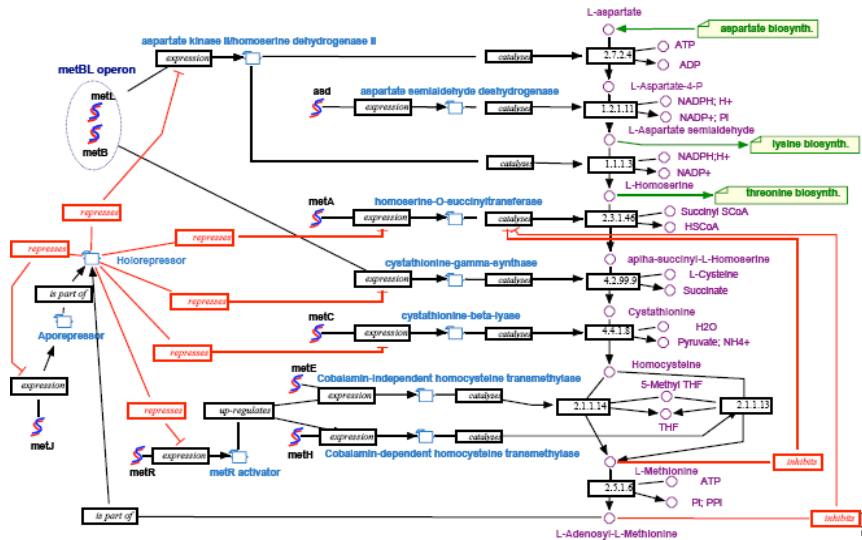 L-aspartate
aspartate biosynth.
aspartate kinase II/homoserine dehydrogenase II
expression
catalyses
2.7.2.4
ATP
ADP
metBL operon
metL
metB
L-Aspartate-4-P
asd
aspartate semialdehyde deshydrogenase
expression
catalyses
1.2.1.11
NADPH; H+
NADP+; PI
L-Aspartate semialdehyde
lysine biosynth.
catalyses
1.1.1.3
NADPH;H+
NADP+
L-Homoserine
threonine biosynth.
represses
metA
homoserine-O-succinyltransferase
expression
catalyses
2.3.1.46
Succinyl SCoA
HSCoA
represses
represses
Holorepressor
alpha-succinyl-L-Homoserine
cystathionine-gamma-synthase
expression
catalyses
4.2.99.9
L-Cysteine
Succinate
is part of
represses
Aporepressor
Cystathionine
metC
cystathionine-beta-lyase
expression
catalyses
4.4.1.8
H2O
Pyruvate; NH4+
represses
Homocysteine
expression
metE
Cobalamin-independent homocysteine transmethylase
expression
catalyses
5-Methyl THF
2.1.1.14
2.1.1.13
THF
represses
up-regulates
metJ
expression
catalyses
metR
expression
metR activator
metH
Cobalamin-dependent homocysteine transmethylase
inhibits
L-Methionine
2.5.1.6
ATP
Pi; PPI
is part of
inhibits
L-Adenosyl-L-Methionine